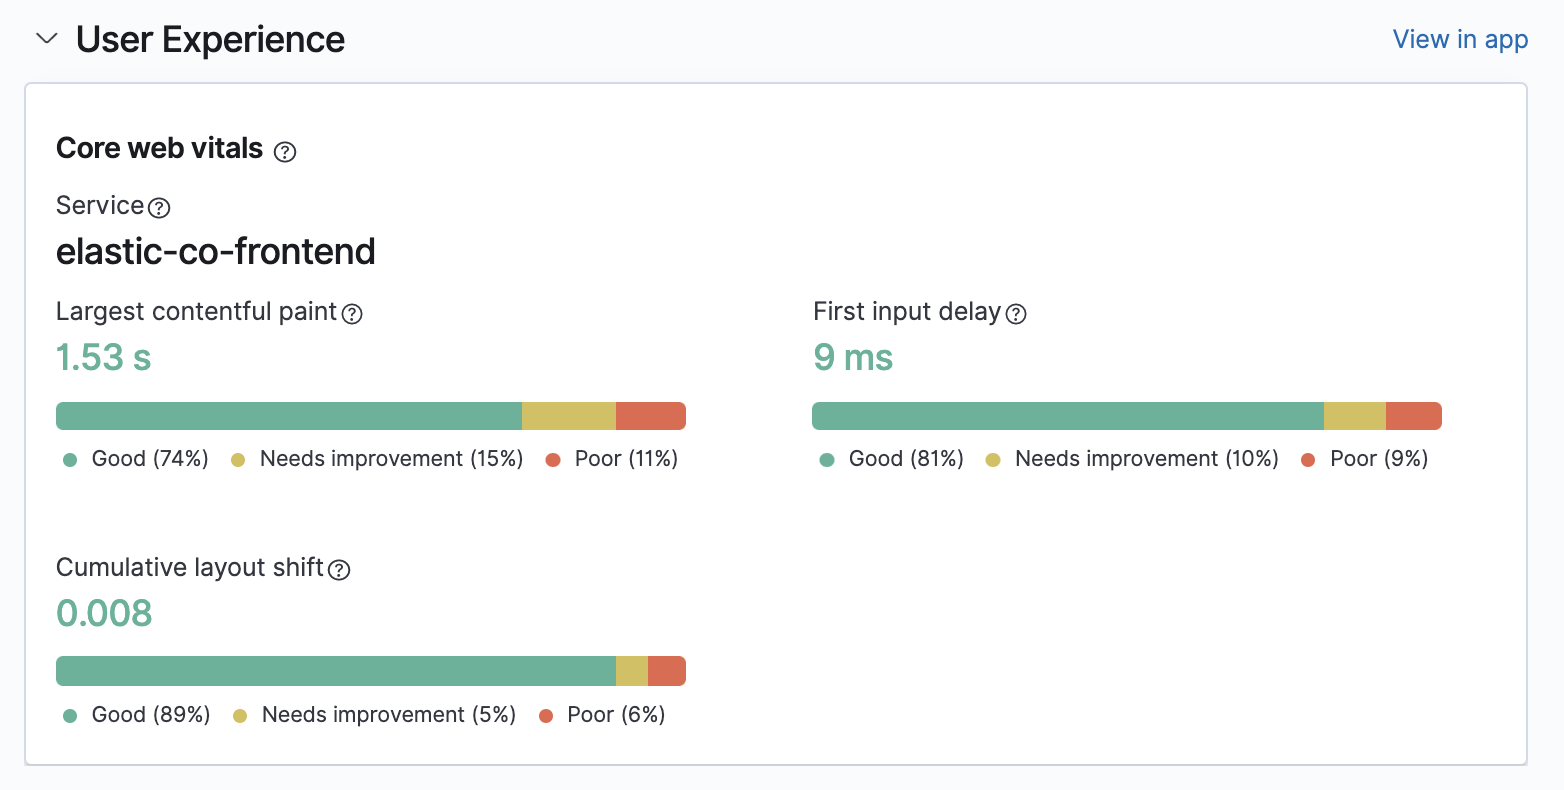 User Experience
View in app
Core web vitals
Service
elastic-co-frontend
Largest contentful paint
1.53 s
Good (74%) Needs improvement (15%) Poor (11%)
First input delay
9 ms
Good (81%) Needs improvement (10%) Poor (9%)
Cumulative layout shift
0.008
Good (89%) Needs improvement (5%) Poor (6%)